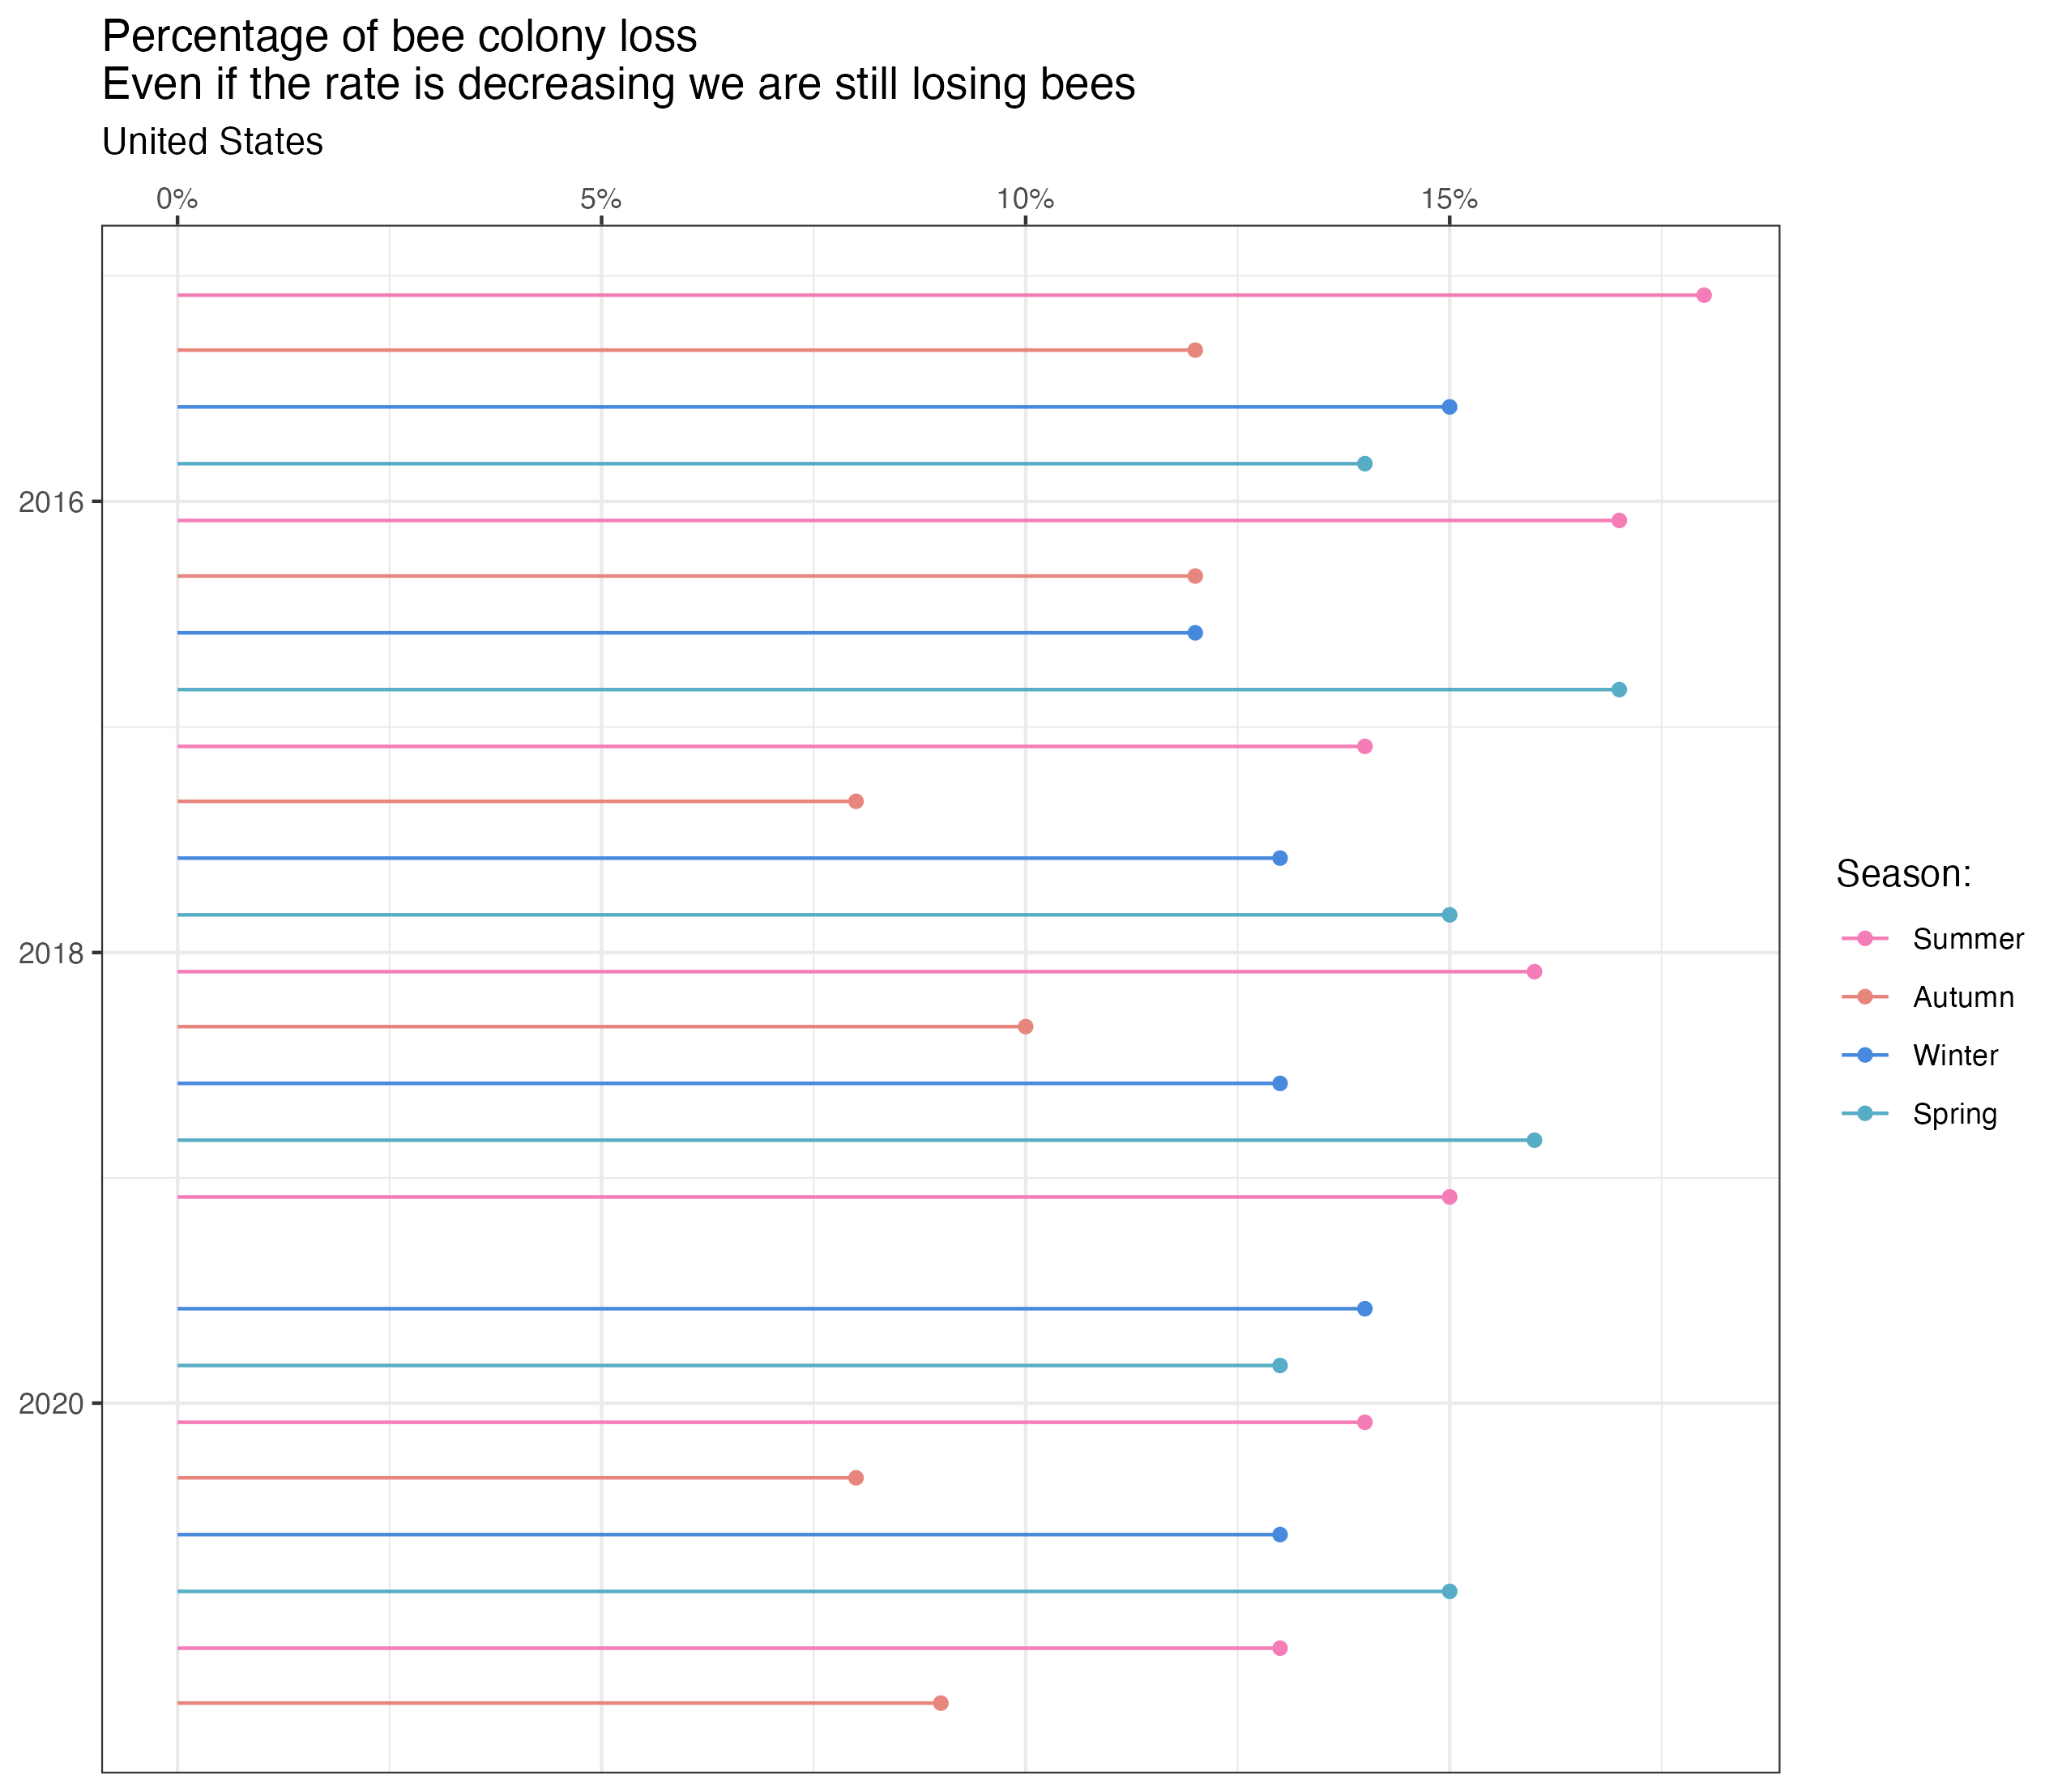 Percentage of bee colony loss
Even if the rate is decreasing we are still losing bees
United States
0% 5% 10% 15%
2016
2018
2020
Season:
Summer
Autumn
Winter
Spring